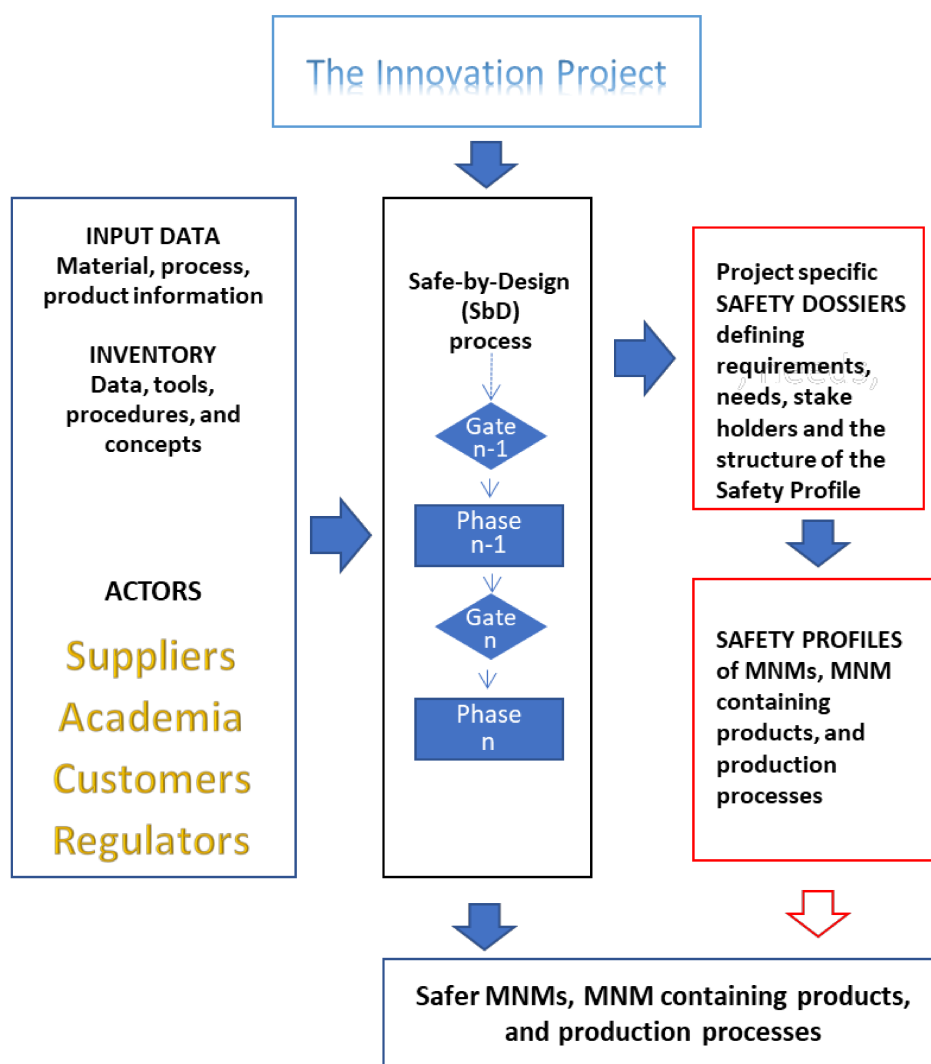 The Innovation Project
INPUT DATA
Material, process,
product information
INVENTORY
Data, tools,
procedures, and
concepts
ACTORS
Suppliers
Academia
Customers
Regulators
Safe-by-Design
(SbD)
process
Gate
n-1
Phase
n-1
Gate
n
Phase
n
Project specific
SAFETY DOSSIERS
defining
requirements,
needs, stake
holders and the
structure of the
Safety Profile
, needs,
SAFETY PROFILES
of MNMs, MNM
containing
products, and
production
processes
Safer MNMs, MNM containing products,
and production processes